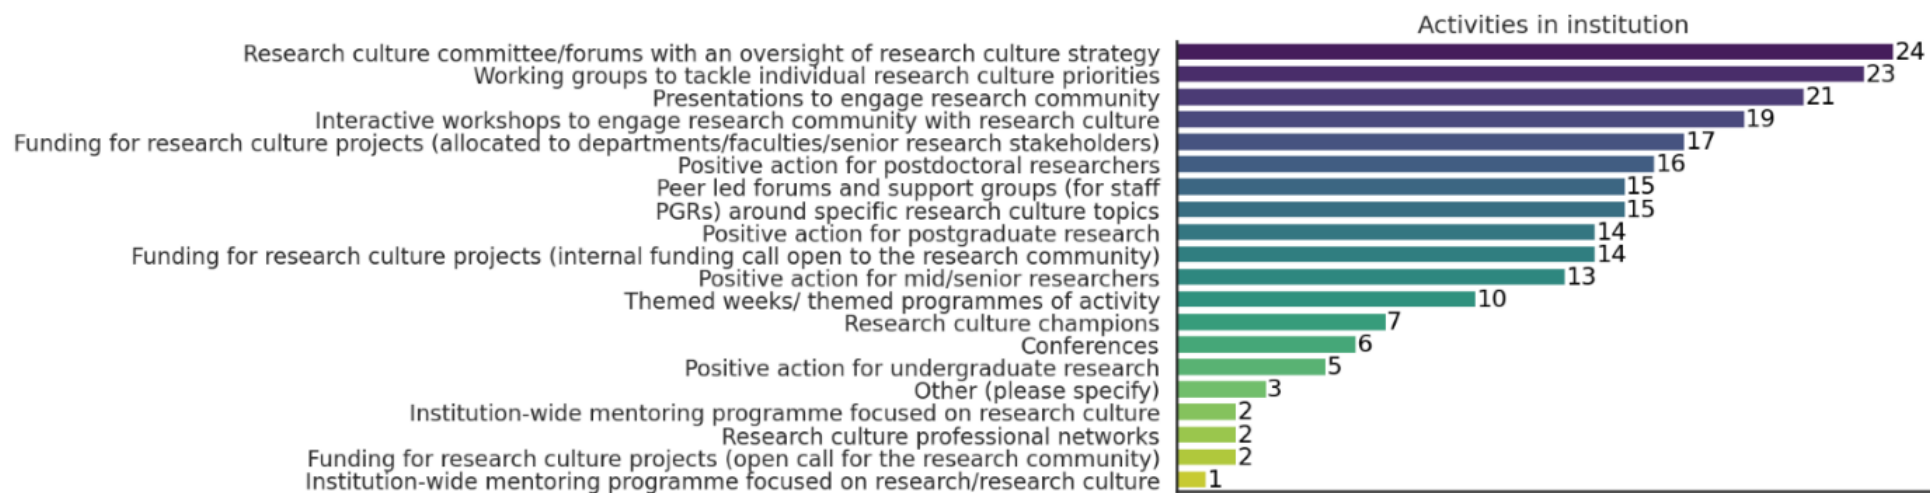 Activities in institution
Research culture committee/forums with an oversight of research culture strategy 24
Working groups to tackle individual research culture priorities 23
Presentations to engage research community 21
Interactive workshops to engage research community with research culture 19
Funding for research culture projects (allocated to departments/faculties/senior research stakeholders) 17
Positive action for postdoctoral researchers 16
Peer led forums and support groups (for staff 15
PGRs) around specific research culture topics 15
Positive action for postgraduate research 14
Funding for research culture projects (internal funding call open to the research community) 14
Positive action for mid/senior researchers 13
Themed weeks/ themed programmes of activity 10
Research culture champions 7
Conferences 6
Positive action for undergraduate research 5
Other (please specify) 3
Institution-wide mentoring programme focused on research culture 2
Research culture professional networks 2
Funding for research culture projects (open call for the research community) 2
Institution-wide mentoring programme focused on research/research culture 1